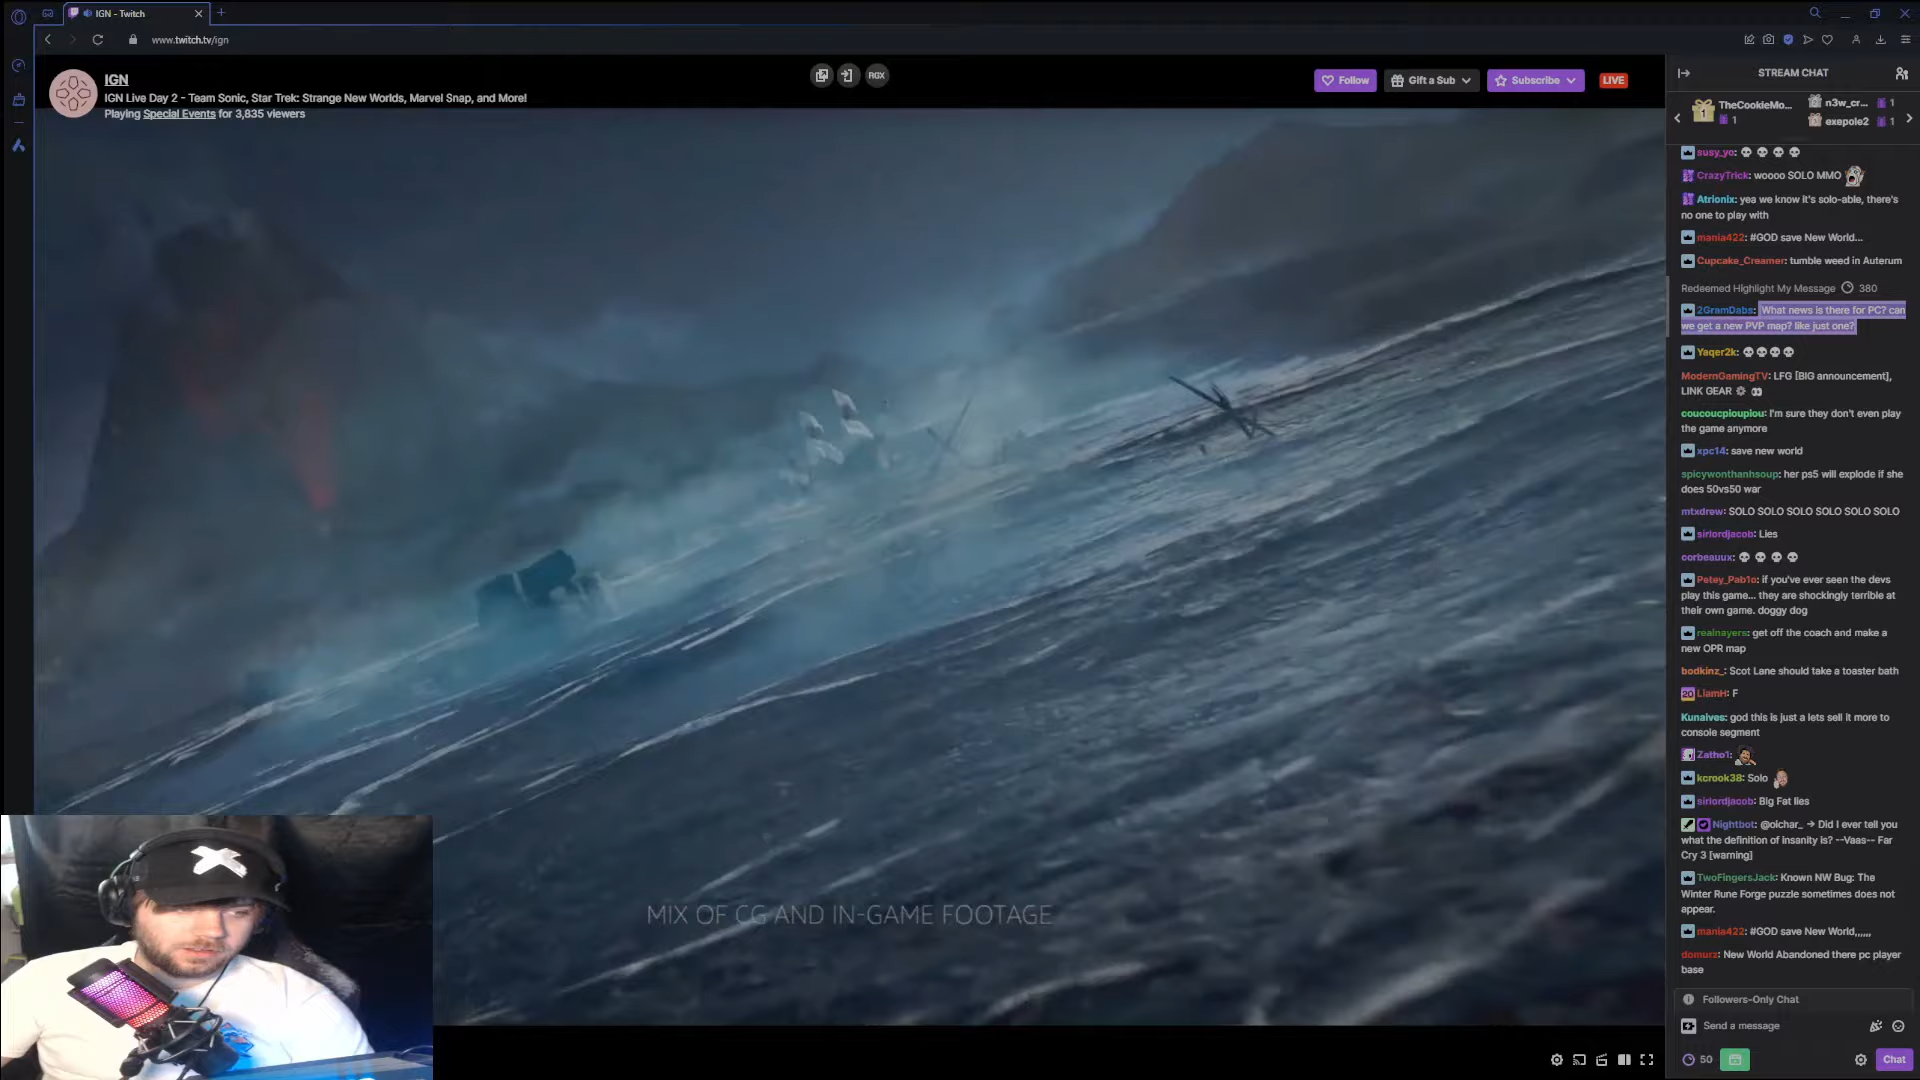 IGN - Twitch
www.twitch.tv/ign
IGN
IGN Live Day 2 - Team Sonic, Star Trek: Strange New Worlds, Marvel Snap, and More!
Playing Special Events for 3,835 viewers
RGX
Follow
Gift a Sub
Subscribe
LIVE
STREAM CHAT
1
TheCookieMo...
1
n3w_cr... 1
exepole2 1
susy_yo:
CrazyTrick: woooo SOLO MMO
Atrionix: yea we know it's solo-able, there's
no one to play with
mania422: #GOD save New World...
Cupcake_Creamer: tumble weed in Auterum
Redeemed Highlight My Message 380
2GramDabs: What news is there for PC? can
we get a new PVP map? like just one?
Yaqer2k:
ModernGamingTV: LFG [BIG announcement],
LINK GEAR
coucoucploupiou: I'm sure they don't even play
the game anymore
xpc14: save new world
spicywonthanhsoup: her ps5 will explode if she
does 50vs50 war
mtxdrew: SOLO SOLO SOLO SOLO SOLO SOLO
sirlordjacob: Lies
corbeauux:
Petey_Pab1o: if you've ever seen the devs
play this game... they are shockingly terrible at
their own game. doggy dog
realnayers: get off the coach and make a
new OPR map
bodkinz_: Scot Lane should take a toaster bath
20 LiamH: F
Kunaives: god this is just a lets sell it more to
console segment
Zatho1:
kcrook38: Solo
sirlordjacob: Big Fat lies
Nightbot: @oichar_ → Did I ever tell you
what the definition of insanity is? --Vaas-- Far
Cry 3 [warning]
TwoFingersJack: Known NW Bug: The
Winter Rune Forge puzzle sometimes does not
appear.
mania422: #GOD save New World,,,,,,
domurz: New World Abandoned there pc player
base
Followers-Only Chat
Send a message
50
Chat
MIX OF CG AND IN-GAME FOOTAGE